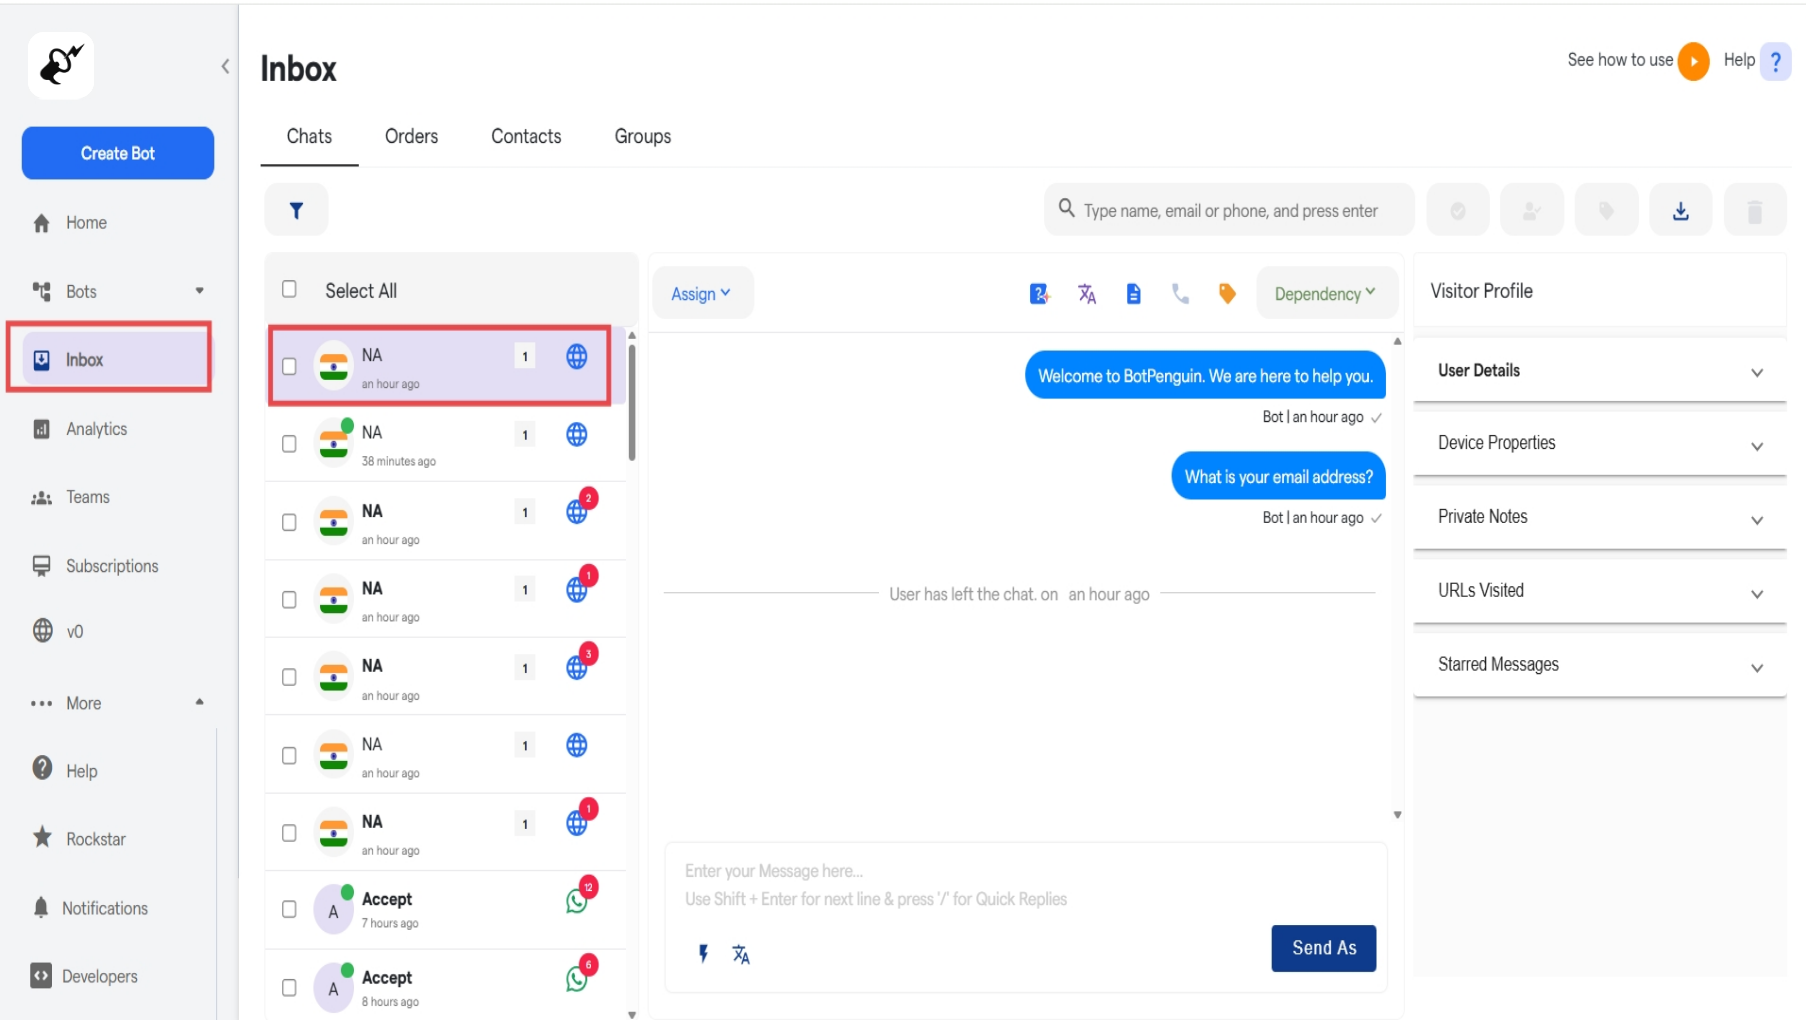 Create Bot
Home
Bots
Inbox
Analytics
Teams
Subscriptions
v0
More
Help
Rockstar
Notifications
Developers
Inbox
See how to use
Help ?
Chats Orders Contacts Groups
Type name, email or phone, and press enter
Select All
NA 1
an hour ago
NA 1
38 minutes ago
NA 1 2
an hour ago
NA 1 1
an hour ago
NA 1 3
an hour ago
NA 1
an hour ago
NA 1 1
an hour ago
A Accept 12
7 hours ago
A Accept 6
8 hours ago
Assign
Dependency
Welcome to BotPenguin. We are here to help you.
Bot | an hour ago
What is your email address?
Bot | an hour ago
User has left the chat. on an hour ago
Enter your Message here...
Use Shift + Enter for next line & press '/' for Quick Replies
Send As
Visitor Profile
User Details
Device Properties
Private Notes
URLs Visited
Starred Messages